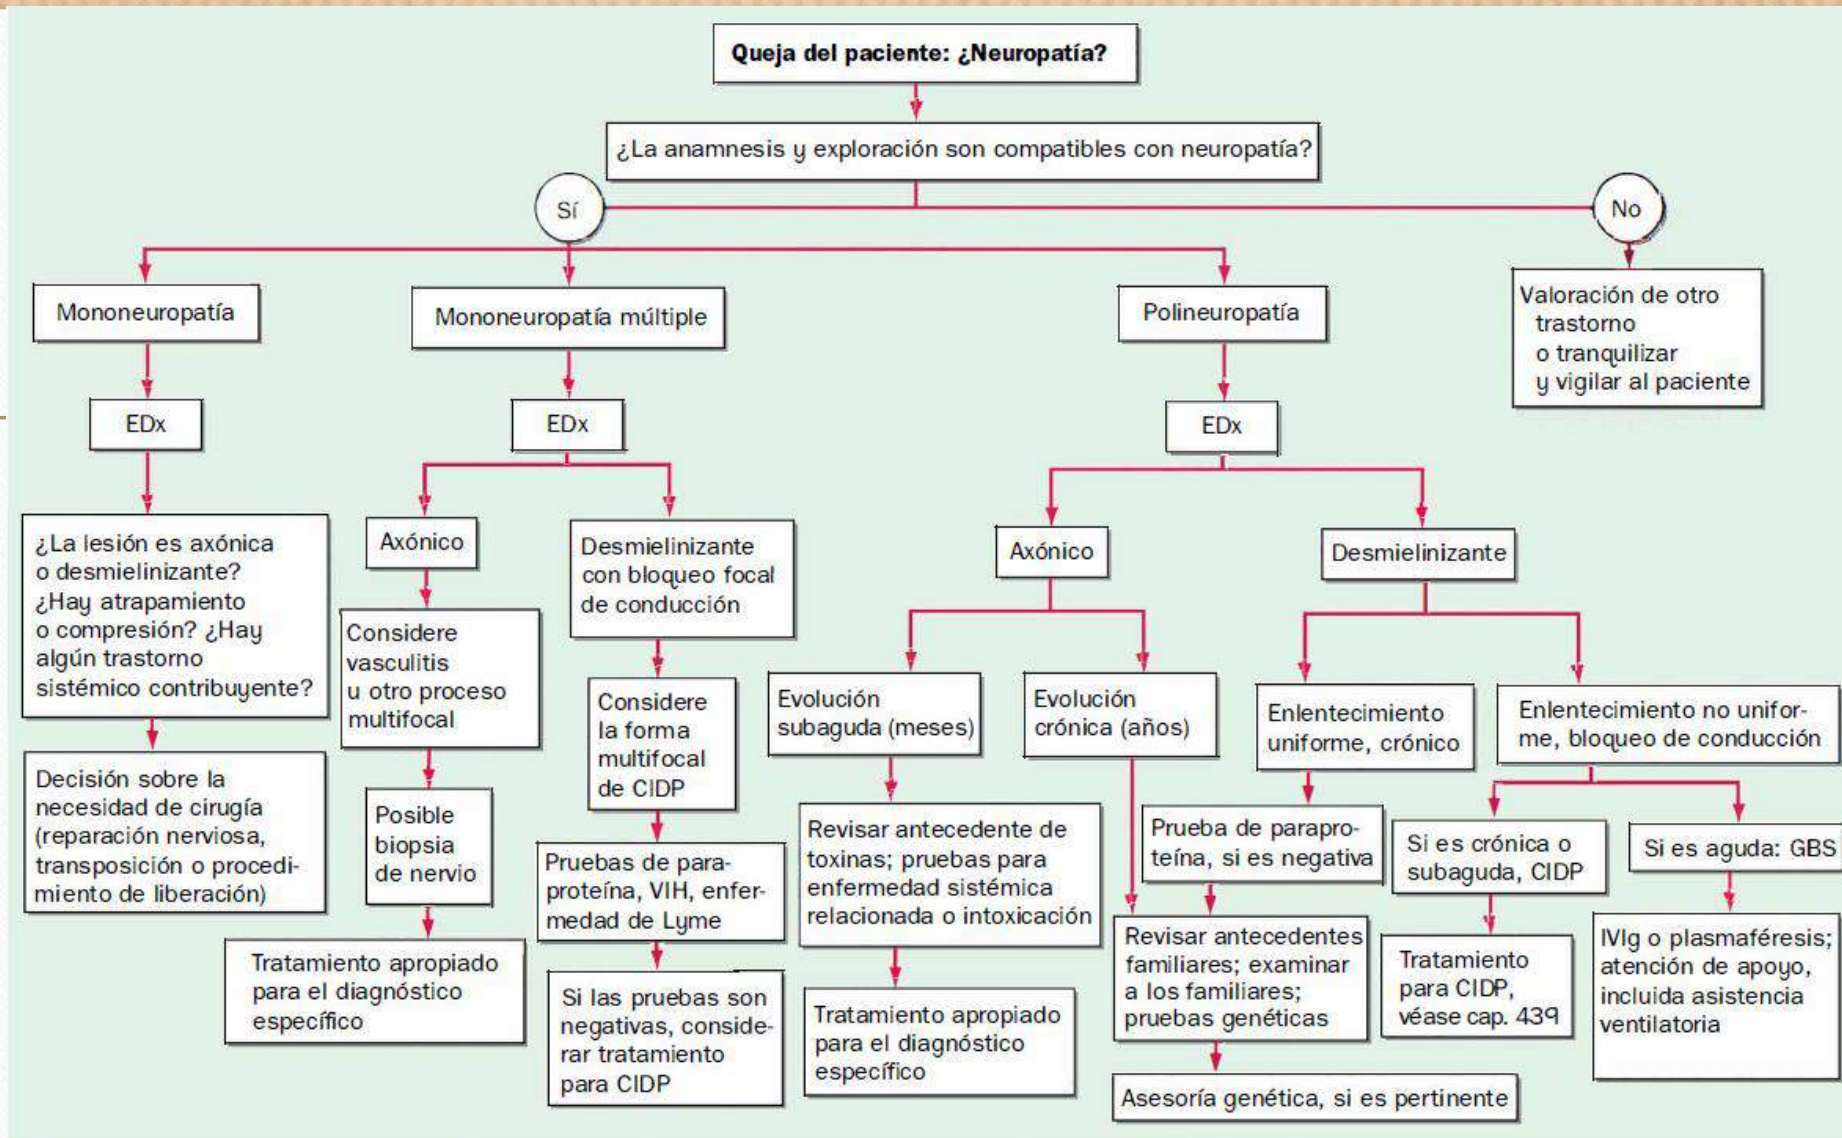 Queja del paciente: ¿Neuropatía?
¿La anamnesis y exploración son compatibles con neuropatía?
Sí
No
Mononeuropatía
Mononeuropatía múltiple
Polineuropatía
Valoración de otro
trastorno
o tranquilizar
y vigilar al paciente
EDx
EDx
EDx
¿La lesión es axónica
o desmielinizante?
¿Hay atrapamiento
o compresión? ¿Hay
algún trastorno
sistémico contribuyente?
Decisión sobre la
necesidad de cirugía
(reparación nerviosa,
transposición o procedi-
miento de liberación)
Axónico
Considere
vasculitis
u otro proceso
multifocal
Posible
biopsia
de nervio
Tratamiento apropiado
para el diagnóstico
específico
Desmielinizante
con bloqueo focal
de conducción
Considere
la forma
multifocal
de CIDP
Pruebas de para-
proteína, VIH, enfer-
medad de Lyme
Si las pruebas son
negativas, conside-
rar tratamiento
para CIDP
Axónico
Evolución
subaguda (meses)
Revisar antecedente de
toxinas; pruebas para
enfermedad sistémica
relacionada o intoxicación
Tratamiento apropiado
para el diagnóstico
específico
Evolución
crónica (años)
Desmielinizante
Enlentecimiento
uniforme, crónico
Prueba de parapro-
teína, si es negativa
Revisar antecedentes
familiares; examinar
a los familiares;
pruebas genéticas
Asesoría genética, si es pertinente
Enlentecimiento no unifor-
me, bloqueo de conducción
Si es crónica o
subaguda, CIDP
Tratamiento
para CIDP,
véase cap. 439
Si es aguda: GBS
IVIg o plasmaféresis;
atención de apoyo,
incluida asistencia
ventilatoria